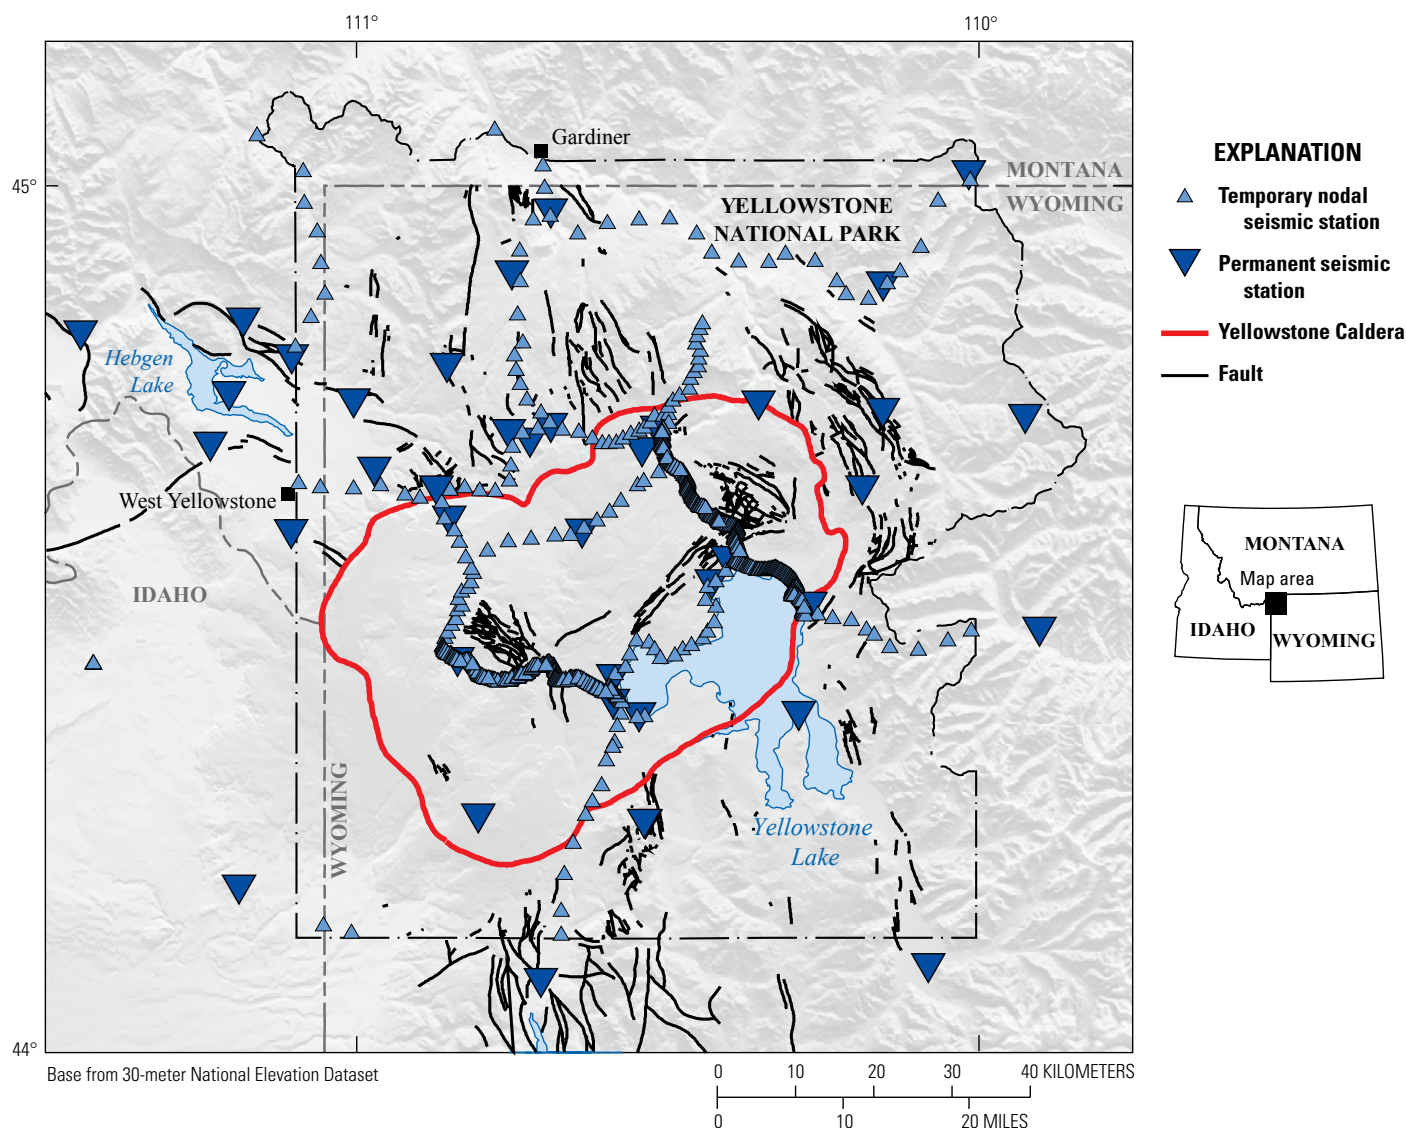 111°
110°
Gardiner
45°
MONTANA
WYOMING
YELLOWSTONE
NATIONAL PARK
Hebgen
Lake
West Yellowstone
IDAHO
WYOMING
Yellowstone
Lake
44°
Base from 30-meter National Elevation Dataset
0 10 20 30 40 KILOMETERS
0 10 20 MILES
EXPLANATION
Temporary nodal
seismic station
Permanent seismic
station
Yellowstone Caldera
Fault
MONTANA
Map area
IDAHO
WYOMING